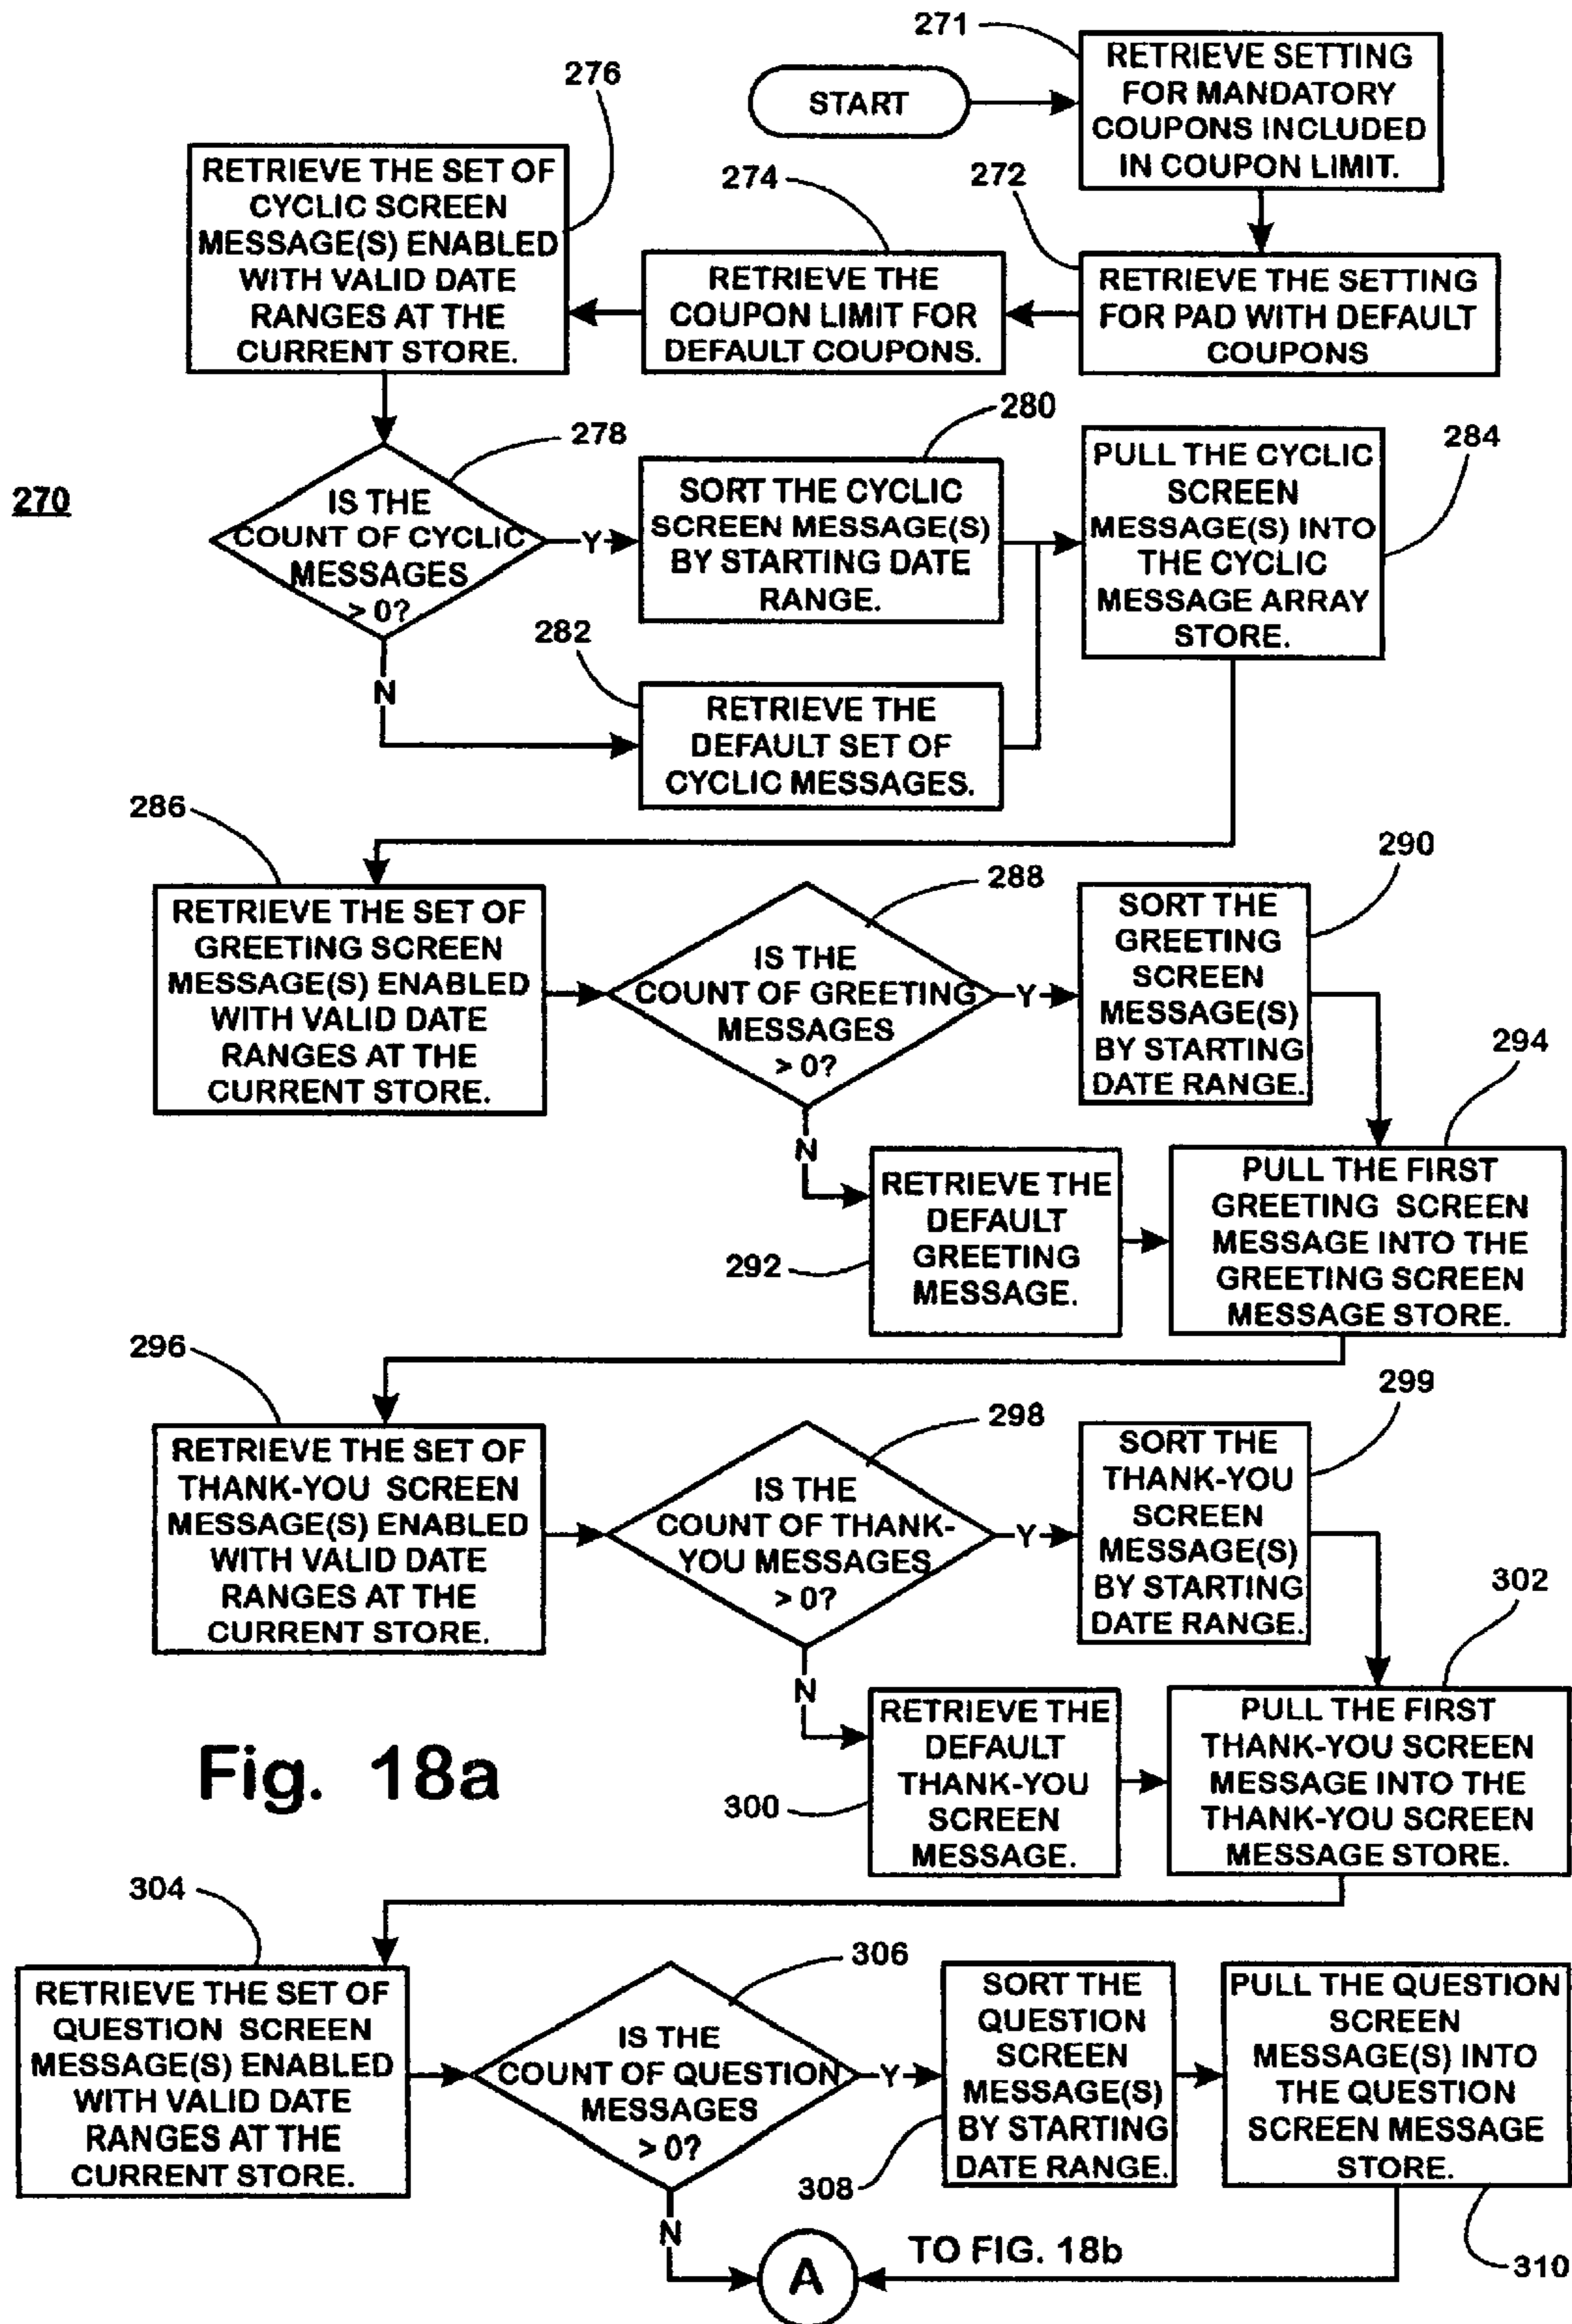 271
START
RETRIEVE SETTING
FOR MANDATORY
COUPONS INCLUDED
IN COUPON LIMIT.
276
RETRIEVE THE SET OF
CYCLIC SCREEN
MESSAGE(S) ENABLED
WITH VALID DATE
RANGES AT THE
CURRENT STORE.
274
RETRIEVE THE
COUPON LIMIT FOR
DEFAULT COUPONS.
272
RETRIEVE THE SETTING
FOR PAD WITH DEFAULT
COUPONS
270
278
IS THE
COUNT OF CYCLIC
MESSAGES
> 0?
Y
N
280
SORT THE CYCLIC
SCREEN MESSAGE(S)
BY STARTING DATE
RANGE.
282
RETRIEVE THE
DEFAULT SET OF
CYCLIC MESSAGES.
284
PULL THE CYCLIC
SCREEN
MESSAGE(S) INTO
THE CYCLIC
MESSAGE ARRAY
STORE.
286
RETRIEVE THE SET OF
GREETING SCREEN
MESSAGE(S) ENABLED
WITH VALID DATE
RANGES AT THE
CURRENT STORE.
288
IS THE
COUNT OF GREETING
MESSAGES
> 0?
Y
N
290
SORT THE
GREETING
SCREEN
MESSAGE(S)
BY STARTING
DATE RANGE.
292
RETRIEVE THE
DEFAULT
GREETING
MESSAGE.
294
PULL THE FIRST
GREETING SCREEN
MESSAGE INTO THE
GREETING SCREEN
MESSAGE STORE.
296
RETRIEVE THE SET OF
THANK-YOU SCREEN
MESSAGE(S) ENABLED
WITH VALID DATE
RANGES AT THE
CURRENT STORE.
298
IS THE
COUNT OF THANK-
YOU MESSAGES
> 0?
Y
N
299
SORT THE
THANK-YOU
SCREEN
MESSAGE(S)
BY STARTING
DATE RANGE.
300
RETRIEVE THE
DEFAULT
THANK-YOU
SCREEN
MESSAGE.
302
PULL THE FIRST
THANK-YOU SCREEN
MESSAGE INTO THE
THANK-YOU SCREEN
MESSAGE STORE.
Fig. 18a
304
RETRIEVE THE SET OF
QUESTION SCREEN
MESSAGE(S) ENABLED
WITH VALID DATE
RANGES AT THE
CURRENT STORE.
306
IS THE
COUNT OF QUESTION
MESSAGES
> 0?
Y
N
308
SORT THE
QUESTION
SCREEN
MESSAGE(S)
BY STARTING
DATE RANGE.
PULL THE QUESTION
SCREEN
MESSAGE(S) INTO
THE QUESTION
SCREEN MESSAGE
STORE.
310
A
TO FIG. 18b